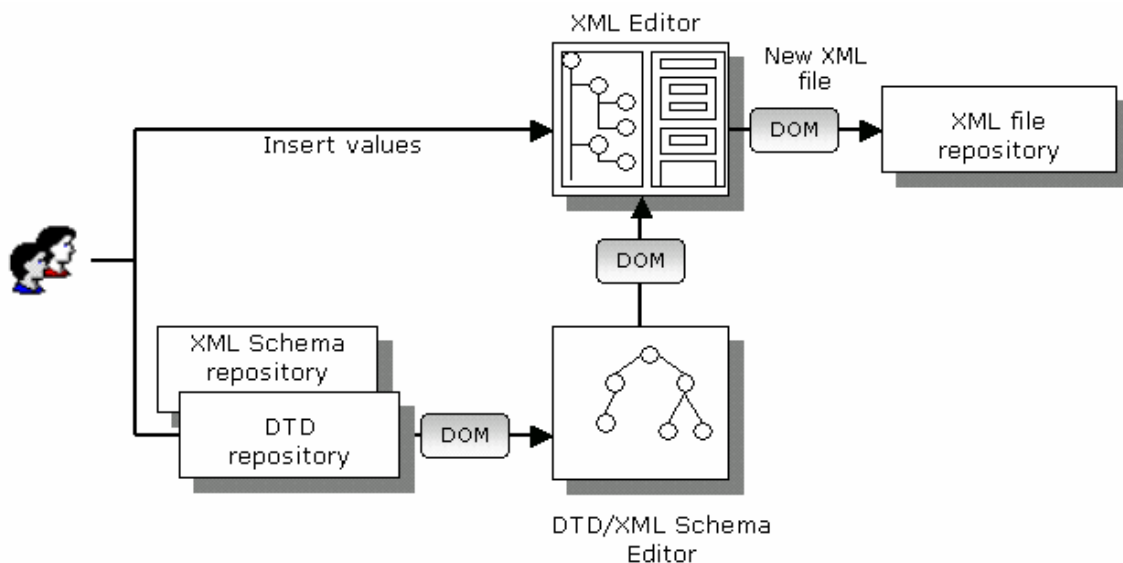 XML Editor
New XML
file
DOM
XML file
repository
Insert values
DOM
XML Schema
repository
DTD
repository
DOM
DTD/XML Schema
Editor